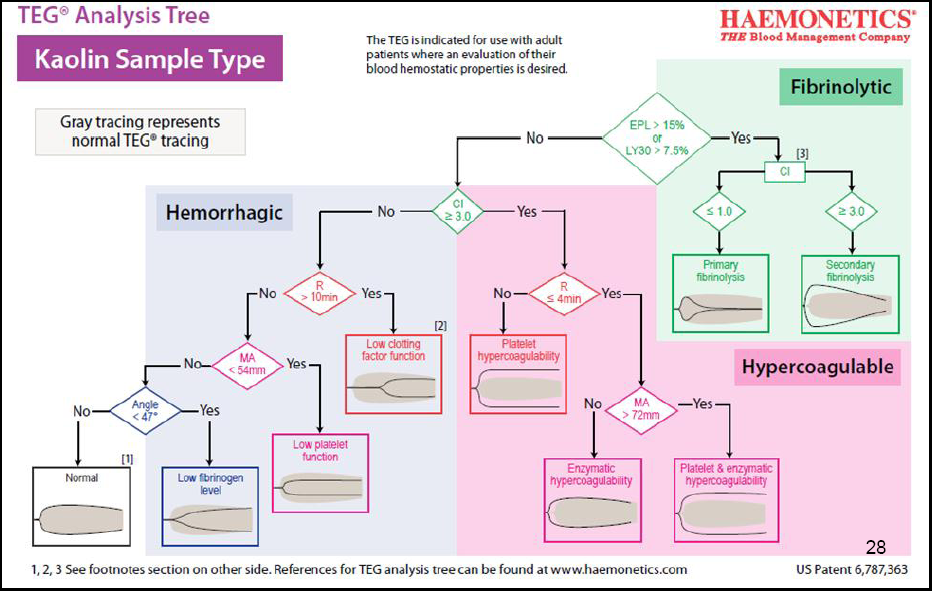 TEG® Analysis Tree
HAEMONETICS®
THE Blood Management Company
Kaolin Sample Type
The TEG is indicated for use with adult
patients where an evaluation of their
blood hemostatic properties is desired.
Fibrinolytic
Gray tracing represents
normal TEG® tracing
EPL > 15%
or
LY30 > 7.5%
No
Yes
[3]
CI
≤ 1.0
≥ 3.0
Primary
fibrinolysis
Secondary
fibrinolysis
Hemorrhagic
CI
≥ 3.0
No
Yes
R
> 10min
No
Yes
R
≤ 4min
No
Yes
[2]
Low clotting
factor function
Platelet
hypercoagulability
Hypercoagulable
MA
< 54mm
No
Yes
MA
> 72mm
No
Yes
Angle
< 47°
No
Yes
Low platelet
function
[1]
Normal
Low fibrinogen
level
Enzymatic
hypercoagulability
Platelet & enzymatic
hypercoagulability
28
1, 2, 3 See footnotes section on other side. References for TEG analysis tree can be found at www.haemonetics.com
US Patent 6,787,363